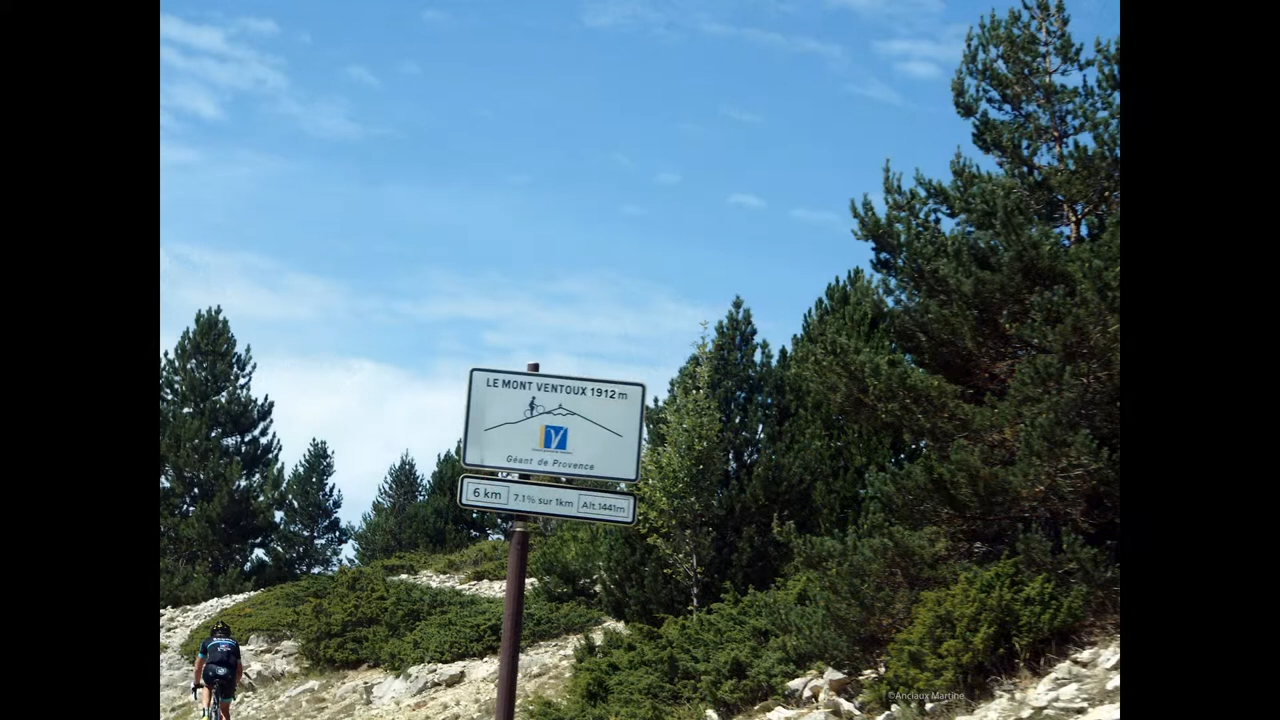 LE MONT VENTOUX 1912 m
Géant de Provence
6 km 7.1% sur 1km Alt.1441m
©Anciaux Martine